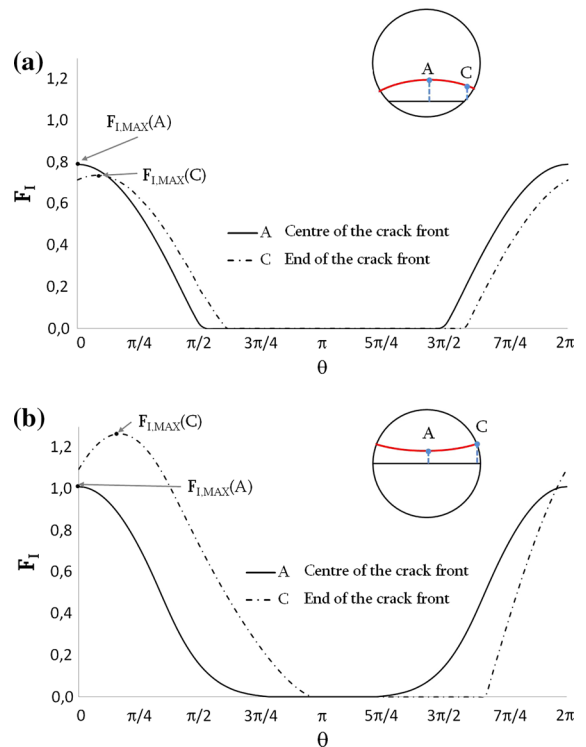 (a)
A
C
1,2
F_I,MAX(A)
1,0
0,8
F_I,MAX(C)
F_I
0,6
A Centre of the crack front
0,4
C End of the crack front
0,2
0,0
0 π/4 π/2 3π/4 π 5π/4 3π/2 7π/4 2π
θ
(b)
F_I,MAX(C)
A
C
1,2
F_I,MAX(A)
1,0
0,8
F_I
0,6
A Centre of the crack front
C End of the crack front
0,4
0,2
0,0
0 π/4 π/2 3π/4 π 5π/4 3π/2 7π/4 2π
θ